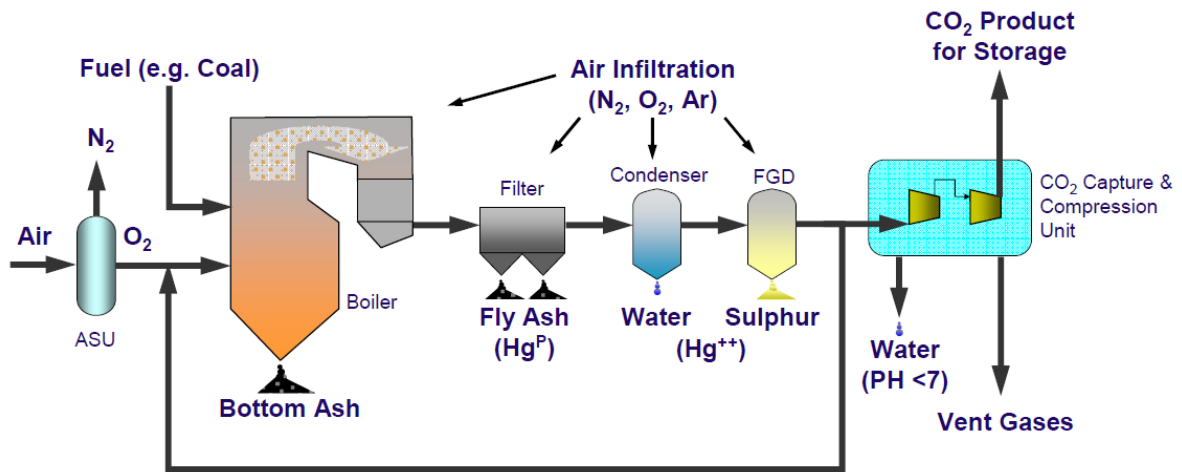 CO₂ Product
for Storage
Fuel (e.g. Coal)
Air Infiltration
(N₂, O₂, Ar)
N₂
Air
O₂
ASU
Boiler
Bottom Ash
Filter
Fly Ash
(Hgᴾ)
Condenser
Water
(Hg⁺⁺)
FGD
Sulphur
CO₂ Capture &
Compression
Unit
Water
(PH <7)
Vent Gases